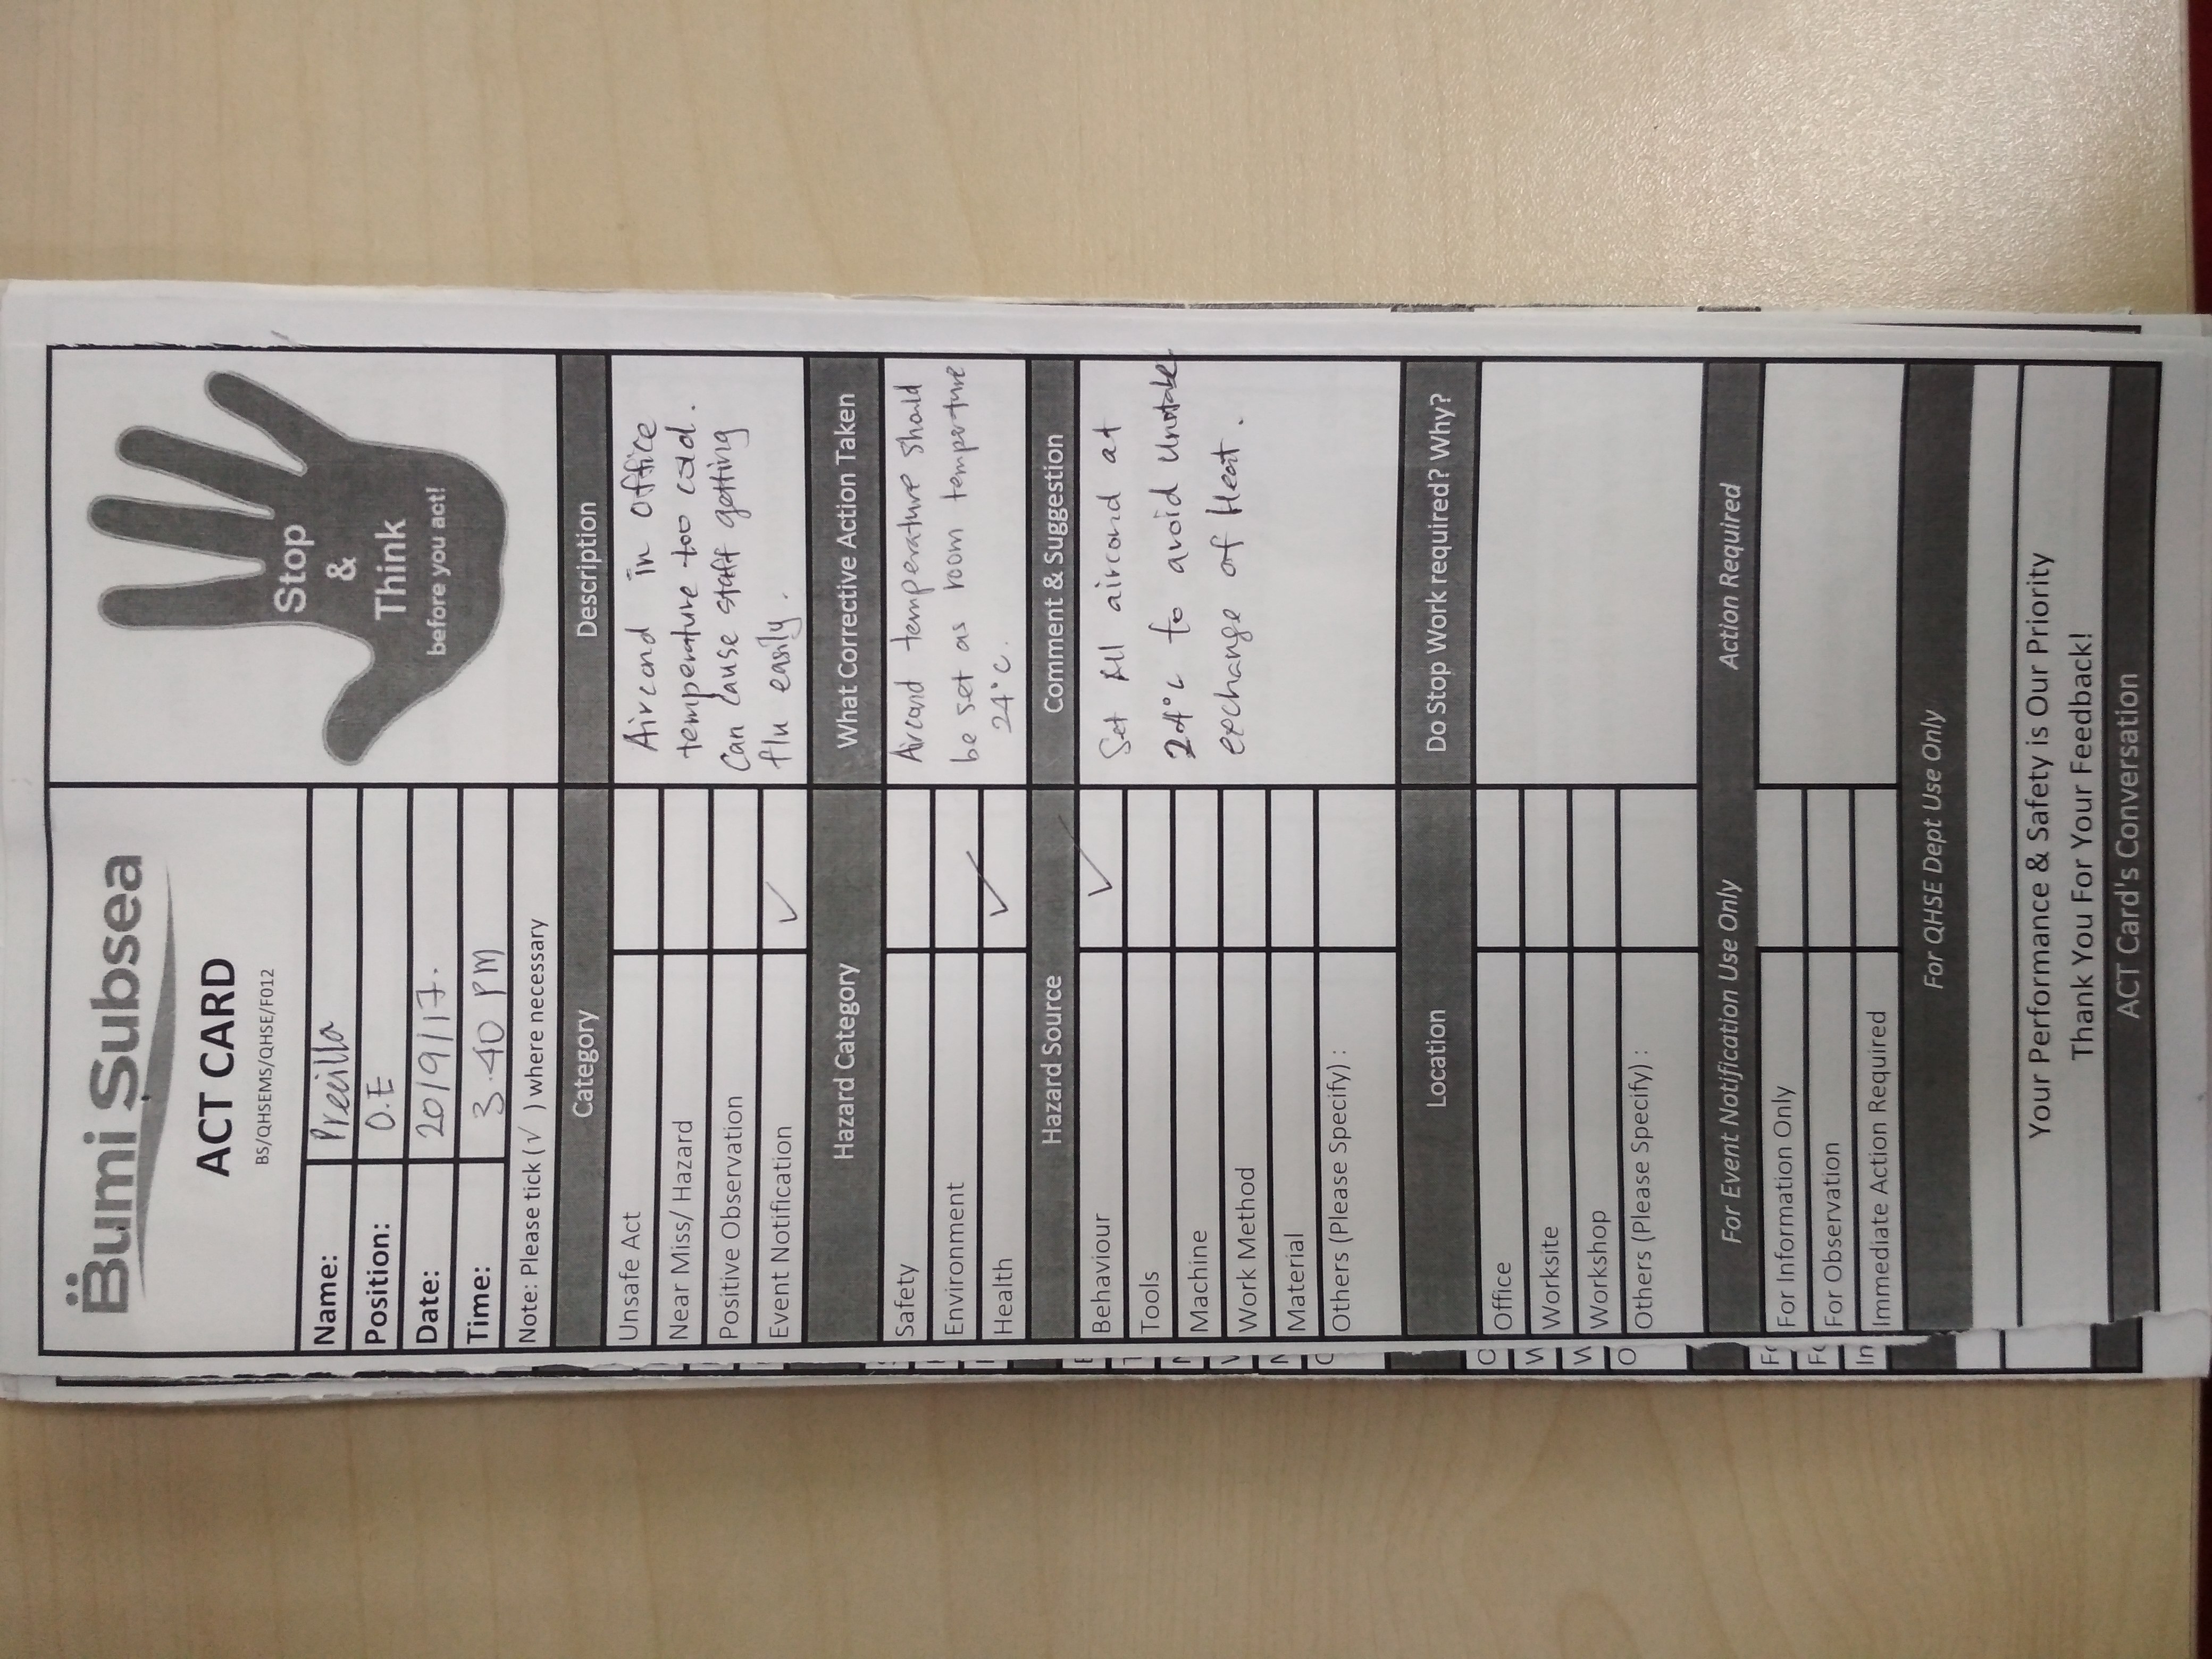 Bumi Subsea
ACT CARD
BS/QHSEMS/QHSE/F012
Stop
&
Think
before you act!
Name: Precilla
Position: O.E
Date: 20/9/17.
Time: 3.40 PM
Note: Please tick (√ ) where necessary
Category
Unsafe Act
Near Miss/ Hazard
Positive Observation
Event Notification ✓
Description
Aircond in office
temperature too cold.
Can cause staff getting
flu easily.
Hazard Category
Safety
Environment
Health ✓
What Corrective Action Taken
Aircond temperature should
be set as room temperture
24°c.
Hazard Source
Behaviour ✓
Tools
Machine
Work Method
Material
Others (Please Specify) :
Comment & Suggestion
Set All aircond at
24°c to avoid
exchange of Heat.
Location
Office
Worksite
Workshop
Others (Please Specify) :
Do Stop Work required? Why?
For Event Notification Use Only
For Information Only
For Observation
Immediate Action Required
Action Required
For QHSE Dept Use Only
Your Performance & Safety is Our Priority
Thank You For Your Feedback!
ACT Card's Conversation